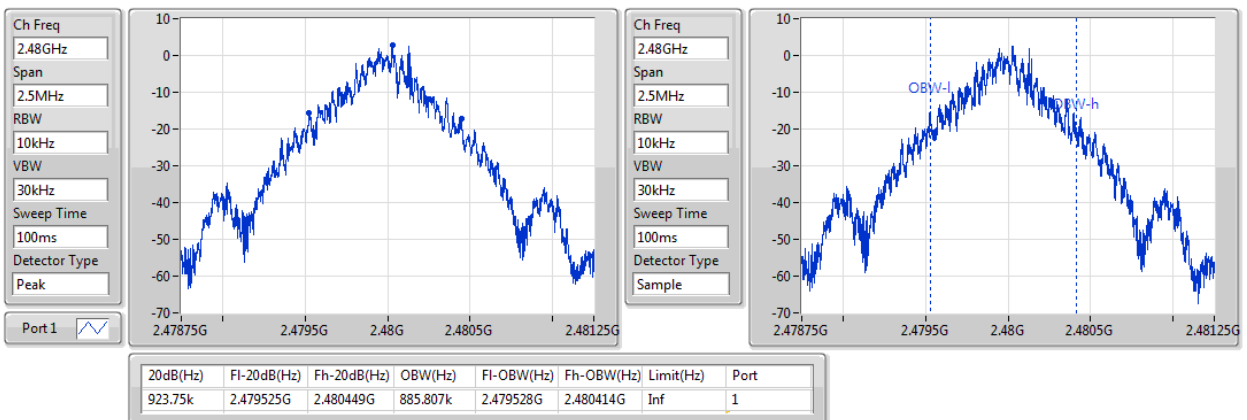 Ch Freq
2.48GHz
Span
2.5MHz
RBW
10kHz
VBW
30kHz
Sweep Time
100ms
Detector Type
Peak
Port 1
10
0
-10
-20
-30
-40
-50
-60
-70
2.47875G 2.4795G 2.48G 2.4805G 2.48125G
Ch Freq
2.48GHz
Span
2.5MHz
RBW
10kHz
VBW
30kHz
Sweep Time
100ms
Detector Type
Sample
10
0
-10
-20
-30
-40
-50
-60
-70
OBW-l
OBW-h
2.47875G 2.4795G 2.48G 2.4805G 2.48125G
20dB(Hz) Fl-20dB(Hz) Fh-20dB(Hz) OBW(Hz) Fl-OBW(Hz) Fh-OBW(Hz) Limit(Hz) Port
923.75k 2.479525G 2.480449G 885.807k 2.479528G 2.480414G Inf 1